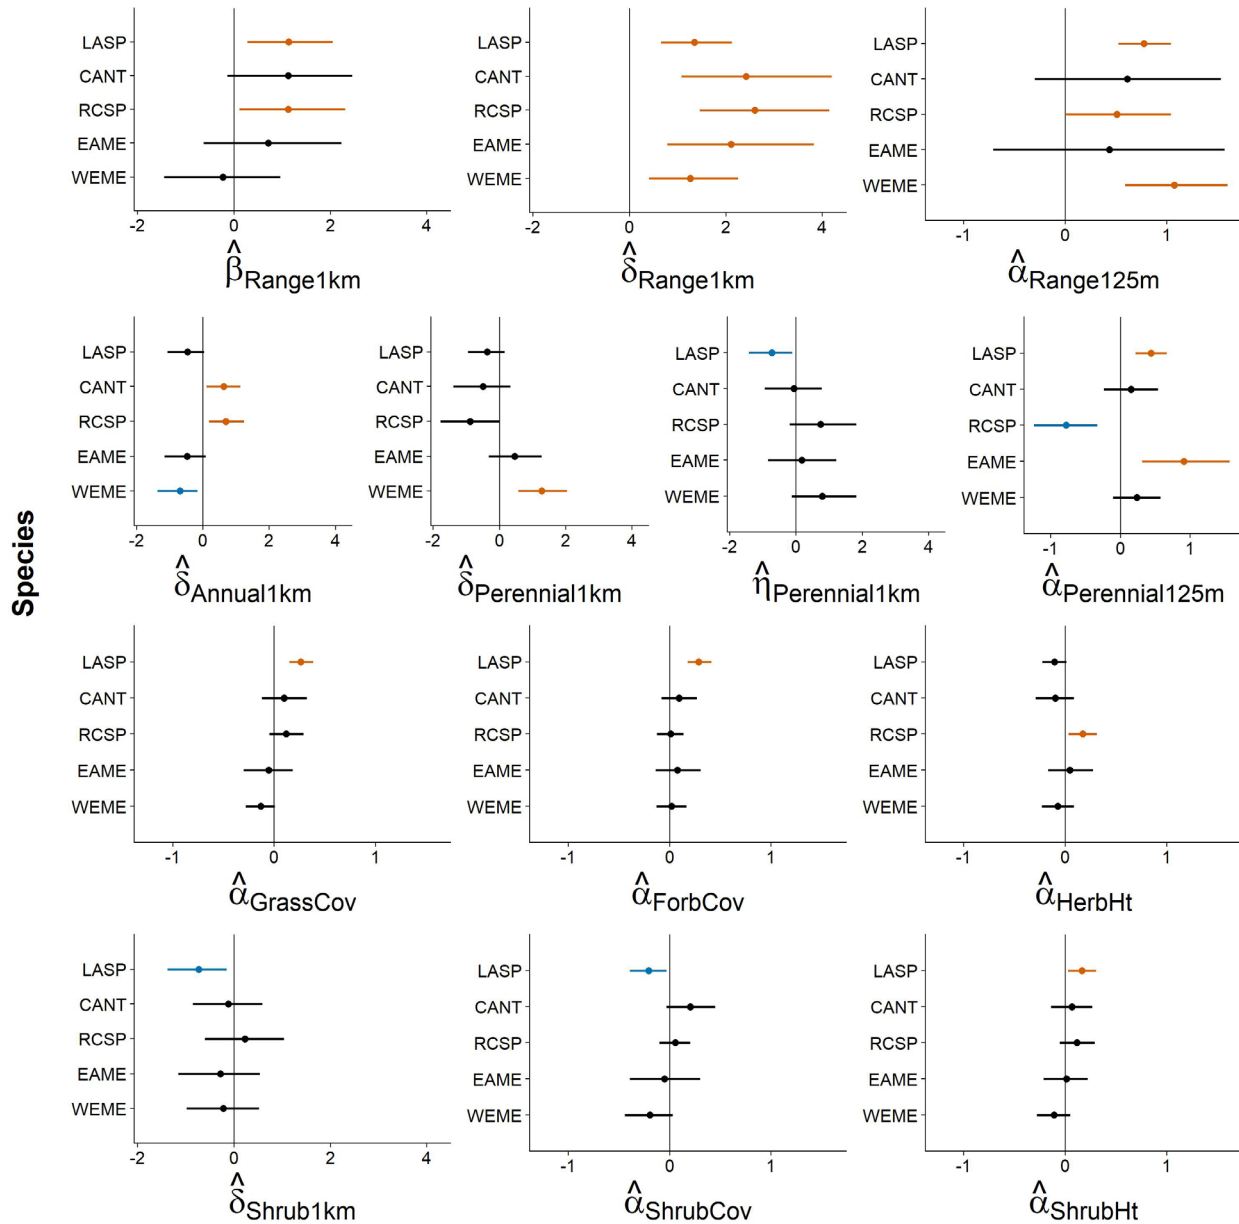 Species
LASP
CANT
RCSP
EAME
WEME
-2 0 2 4
β̂Range1km
LASP
CANT
RCSP
EAME
WEME
-2 0 2 4
δ̂Range1km
LASP
CANT
RCSP
EAME
WEME
-1 0 1
α̂Range125m
LASP
CANT
RCSP
EAME
WEME
-2 0 2 4
δ̂Annual1km
LASP
CANT
RCSP
EAME
WEME
-2 0 2 4
δ̂Perennial1km
LASP
CANT
RCSP
EAME
WEME
-2 0 2 4
η̂Perennial1km
LASP
CANT
RCSP
EAME
WEME
-1 0 1
α̂Perennial125m
LASP
CANT
RCSP
EAME
WEME
-1 0 1
α̂GrassCov
LASP
CANT
RCSP
EAME
WEME
-1 0 1
α̂ForbCov
LASP
CANT
RCSP
EAME
WEME
-1 0 1
α̂HerbHt
LASP
CANT
RCSP
EAME
WEME
-2 0 2 4
δ̂Shrub1km
LASP
CANT
RCSP
EAME
WEME
-1 0 1
α̂ShrubCov
LASP
CANT
RCSP
EAME
WEME
-1 0 1
α̂ShrubHt